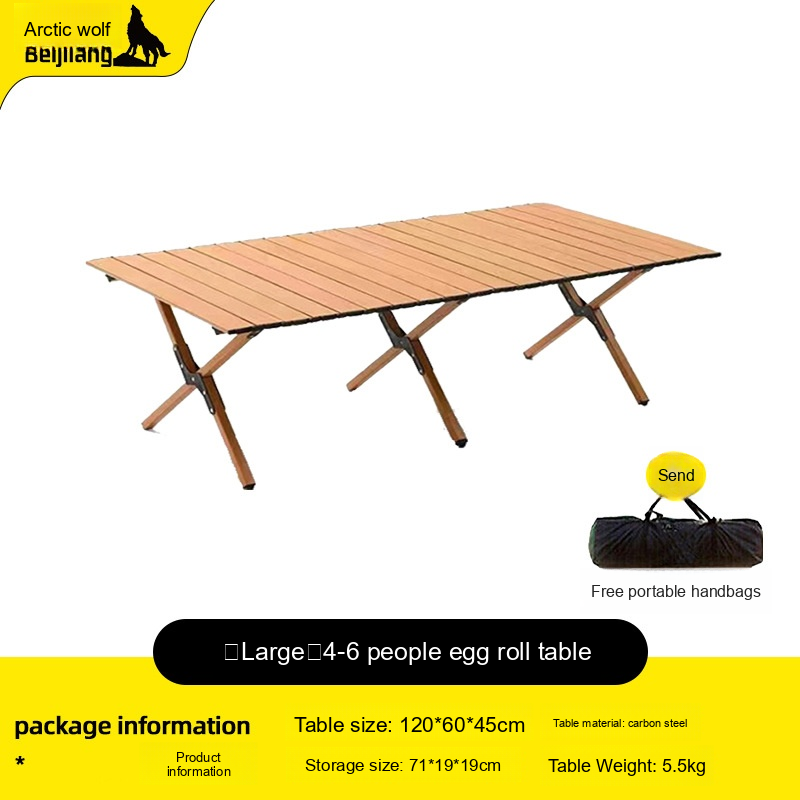 Arctic wolf
Beijiang
Send
Free portable handbags
□Large□4-6 people egg roll table
package information
Table size: 120*60*45cm
Table material: carbon steel
*
Product
information
Storage size: 71*19*19cm
Table Weight: 5.5kg